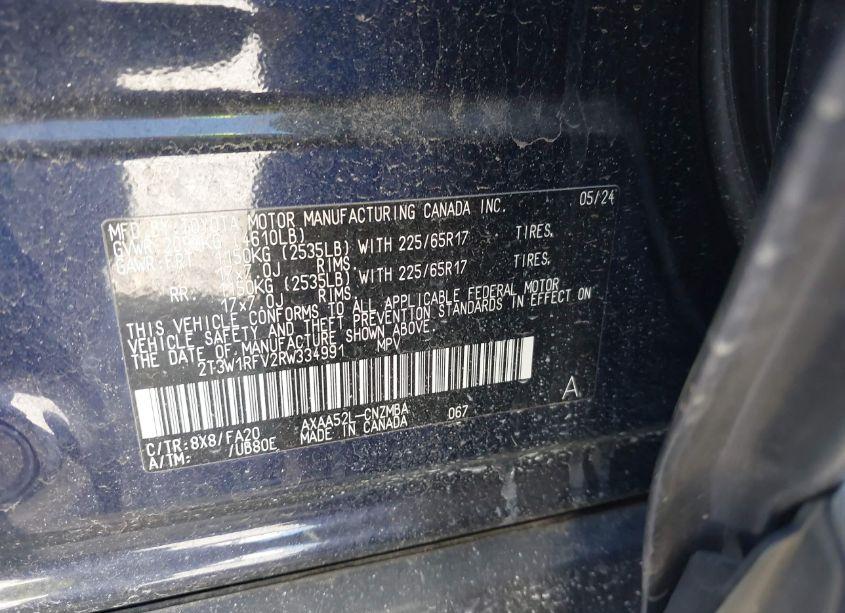 MFD BY: TOYOTA MOTOR MANUFACTURING CANADA INC. 05/24
GVWR: 2090KG (4610LB)
GAWR:FRT 1150KG (2535LB) WITH 225/65R17 TIRES,
17x7.0J RIMS,
RR. 1150KG (2535LB) WITH 225/65R17 TIRES,
17x7.0J RIMS,
THIS VEHICLE CONFORMS TO ALL APPLICABLE FEDERAL MOTOR
VEHICLE SAFETY AND THEFT PREVENTION STANDARDS IN EFFECT ON
THE DATE OF MANUFACTURE SHOWN ABOVE.
2T3W1RFV2RW334991 MPV
A
C/TR:8X8/FA20 AXAA52L-CNZMBA 067
A/TM: /UB80E MADE IN CANADA